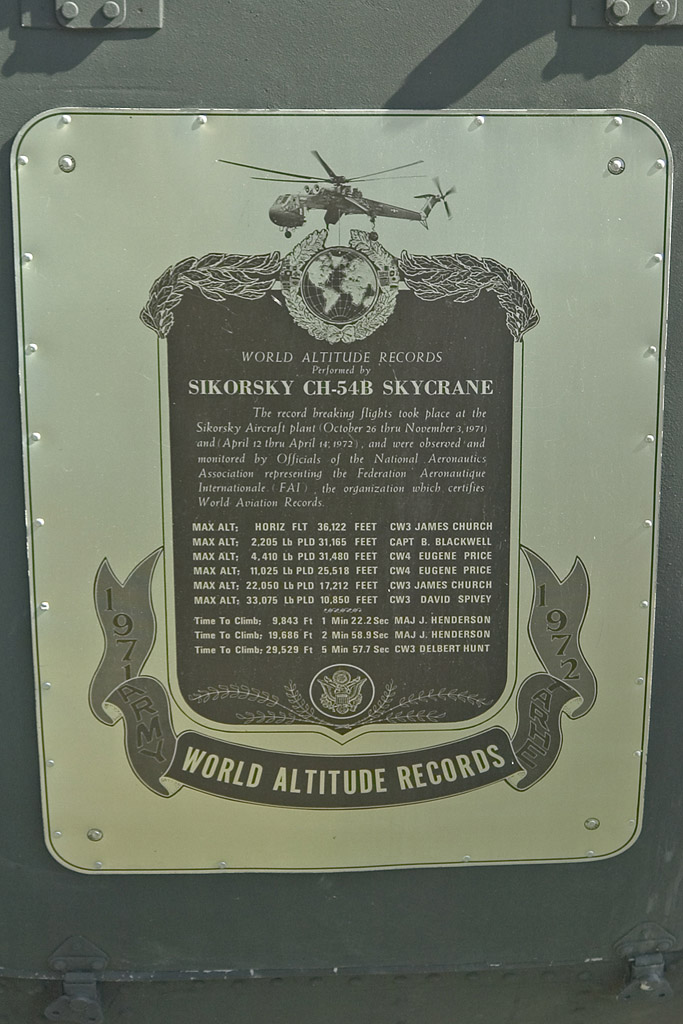 WORLD ALTITUDE RECORDS
Performed by
SIKORSKY CH-54B SKYCRANE
The record breaking flights took place at the
Sikorsky Aircraft plant (October 26 thru November 3, 1971)
and (April 12 thru April 14, 1972), and were observed and
monitored by Officials of the National Aeronautics
Association representing the Federation Aeronautique
Internationale (FAI), the organization which certifies
World Aviation Records.
MAX ALT; HORIZ FLT 36,122 FEET CW3 JAMES CHURCH
MAX ALT; 2,205 Lb PLD 31,165 FEET CAPT B. BLACKWELL
MAX ALT; 4,410 Lb PLD 31,480 FEET CW4 EUGENE PRICE
MAX ALT; 11,025 Lb PLD 25,518 FEET CW4 EUGENE PRICE
MAX ALT; 22,050 Lb PLD 17,212 FEET CW3 JAMES CHURCH
MAX ALT; 33,075 Lb PLD 10,850 FEET CW3 DAVID SPIVEY
Time To Climb; 9,843 Ft 1 Min 22.2 Sec MAJ J. HENDERSON
Time To Climb; 19,686 Ft 2 Min 58.9 Sec MAJ J. HENDERSON
Time To Climb; 29,529 Ft 5 Min 57.7 Sec CW3 DELBERT HUNT
1971
ARMY
WORLD ALTITUDE RECORDS
1972